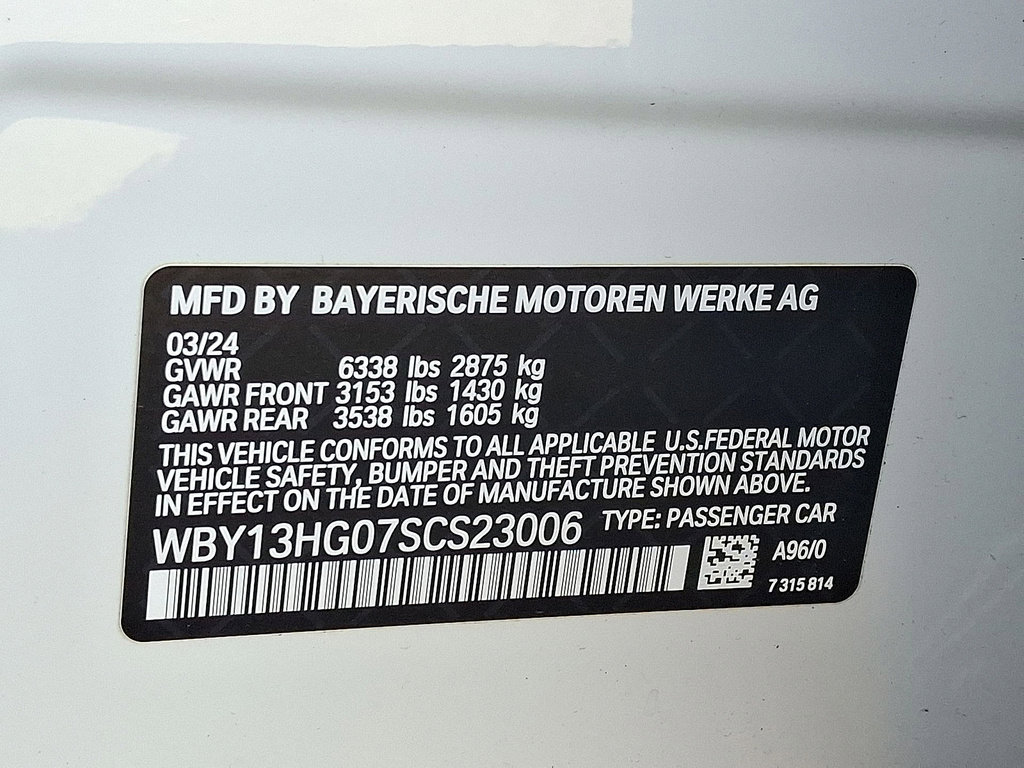 MFD BY BAYERISCHE MOTOREN WERKE AG
03/24
GVWR 6338 lbs 2875 kg
GAWR FRONT 3153 lbs 1430 kg
GAWR REAR 3538 lbs 1605 kg
THIS VEHICLE CONFORMS TO ALL APPLICABLE U.S.FEDERAL MOTOR
VEHICLE SAFETY, BUMPER AND THEFT PREVENTION STANDARDS
IN EFFECT ON THE DATE OF MANUFACTURE SHOWN ABOVE.
WBY13HG07SCS23006 TYPE: PASSENGER CAR
A96/0
7 315 814